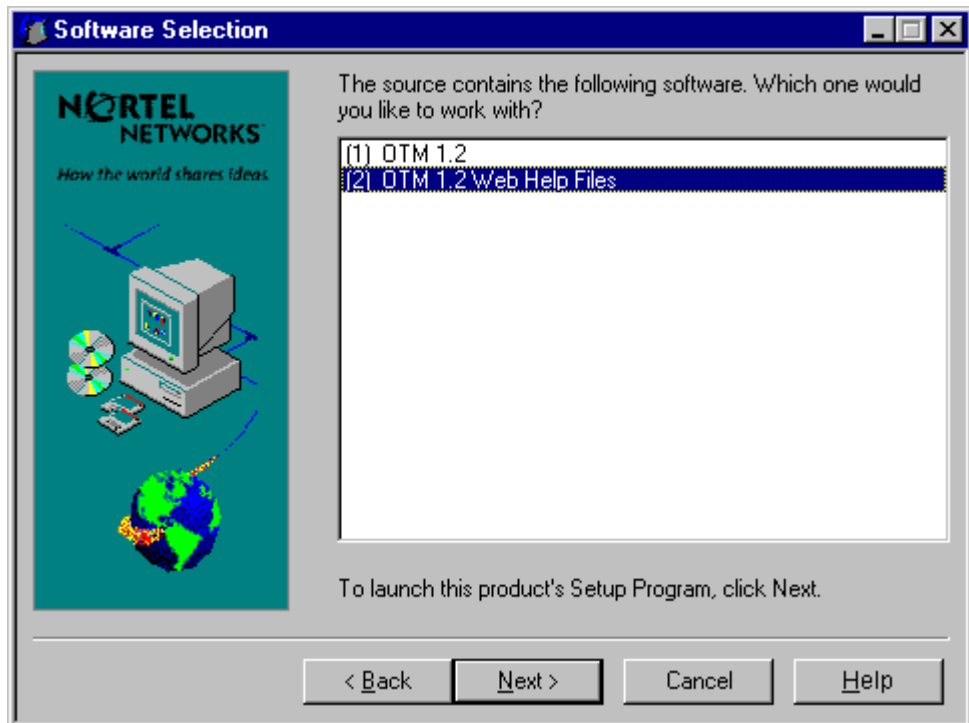 Software Selection
NORTEL
NETWORKS
How the world shares ideas.
The source contains the following software. Which one would
you like to work with?
(1) OTM 1.2
(2) OTM 1.2 Web Help Files
To launch this product's Setup Program, click Next.
< Back
Next >
Cancel
Help